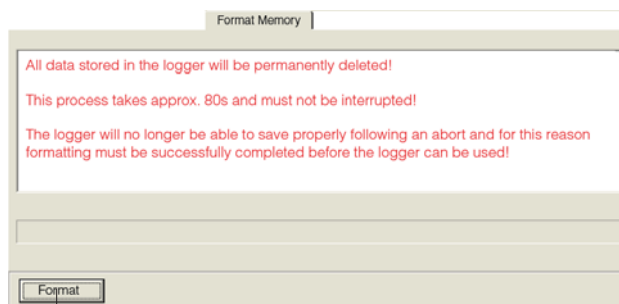 Format Memory
All data stored in the logger will be permanently deleted!
This process takes approx. 80s and must not be interrupted!
The logger will no longer be able to save properly following an abort and for this reason
formatting must be successfully completed before the logger can be used!
Format